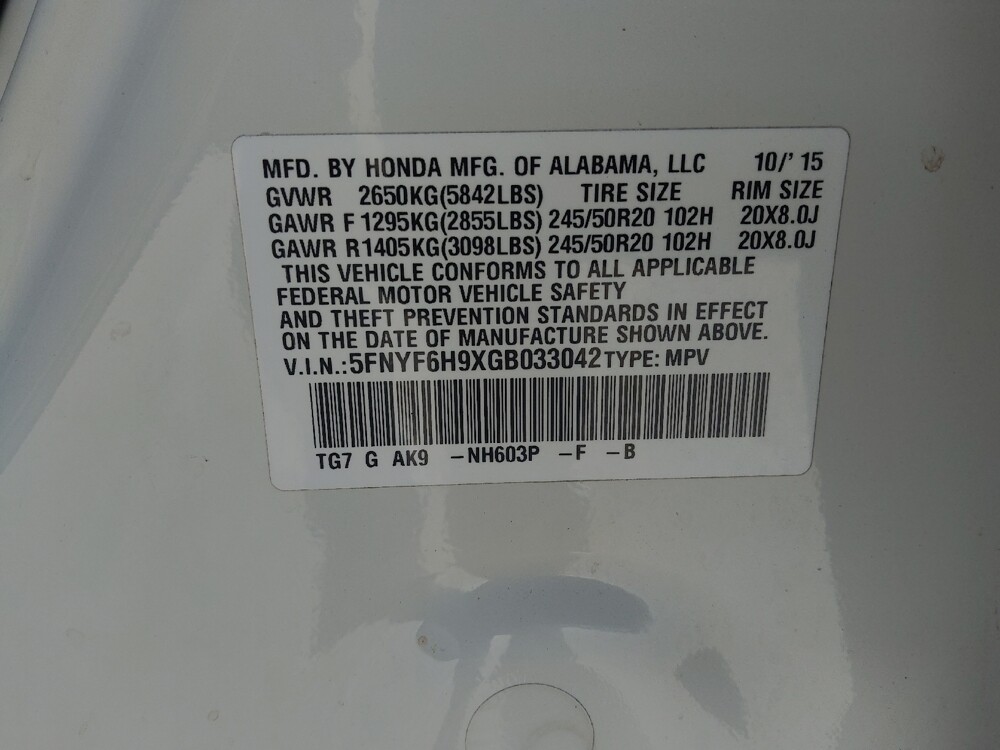 MFD. BY HONDA MFG. OF ALABAMA, LLC 10/' 15
GVWR 2650KG(5842LBS) TIRE SIZE RIM SIZE
GAWR F 1295KG(2855LBS) 245/50R20 102H 20X8.0J
GAWR R1405KG(3098LBS) 245/50R20 102H 20X8.0J
THIS VEHICLE CONFORMS TO ALL APPLICABLE
FEDERAL MOTOR VEHICLE SAFETY
AND THEFT PREVENTION STANDARDS IN EFFECT
ON THE DATE OF MANUFACTURE SHOWN ABOVE.
V.I.N.:5FNYF6H9XGB033042 TYPE: MPV
TG7 G AK9 -NH603P -F -B